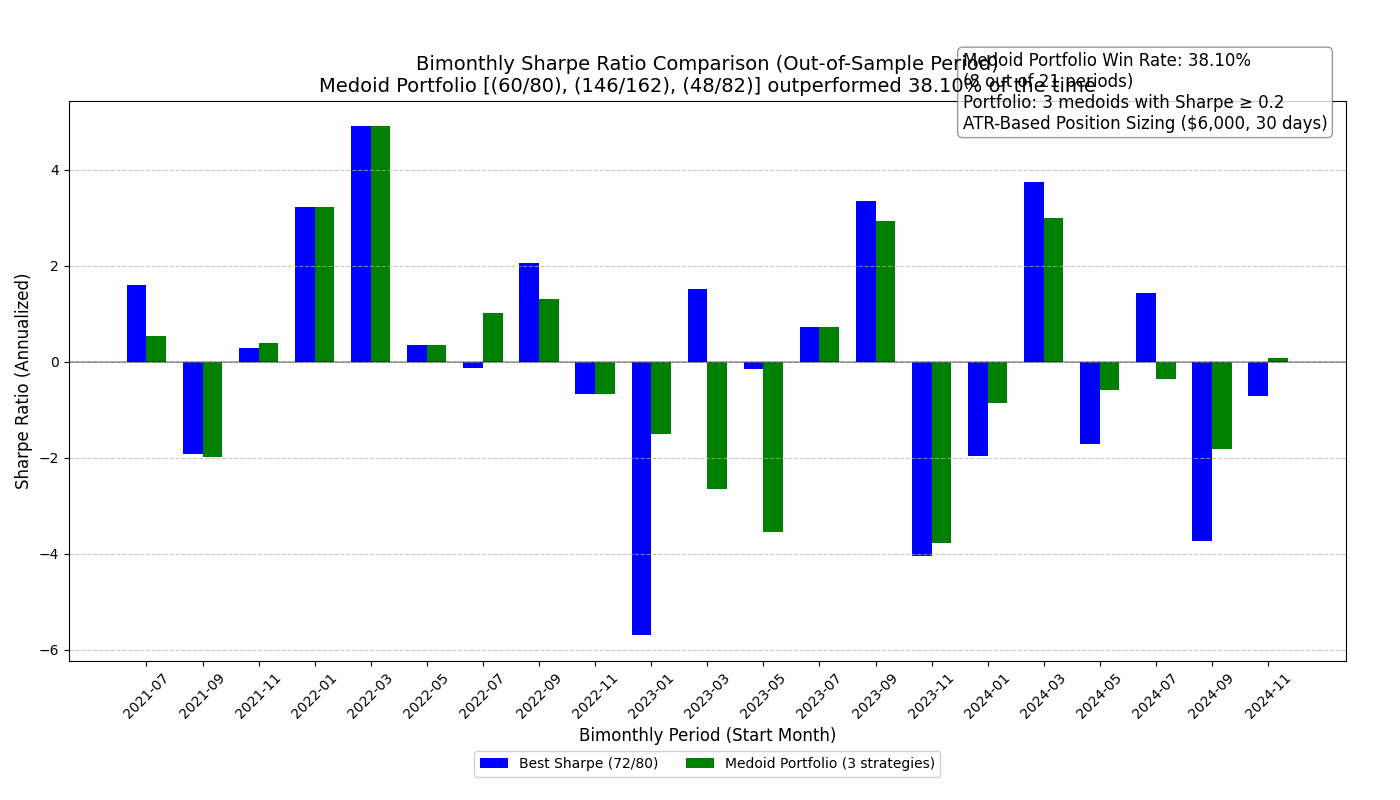 Bimonthly Sharpe Ratio Comparison (Out-of-Sample Period)
Medoid Portfolio [(60/80), (146/162), (48/82)] outperformed 38.10% of the time
Medoid Portfolio Win Rate: 38.10%
(8 out of 21 periods)
Portfolio: 3 medoids with Sharpe ≥ 0.2
ATR-Based Position Sizing ($6,000, 30 days)
Sharpe Ratio (Annualized)
4
2
0
−2
−4
−6
2021-07
2021-09
2021-11
2022-01
2022-03
2022-05
2022-07
2022-09
2022-11
2023-01
2023-03
2023-05
2023-07
2023-09
2023-11
2024-01
2024-03
2024-05
2024-07
2024-09
2024-11
Bimonthly Period (Start Month)
Best Sharpe (72/80)
Medoid Portfolio (3 strategies)